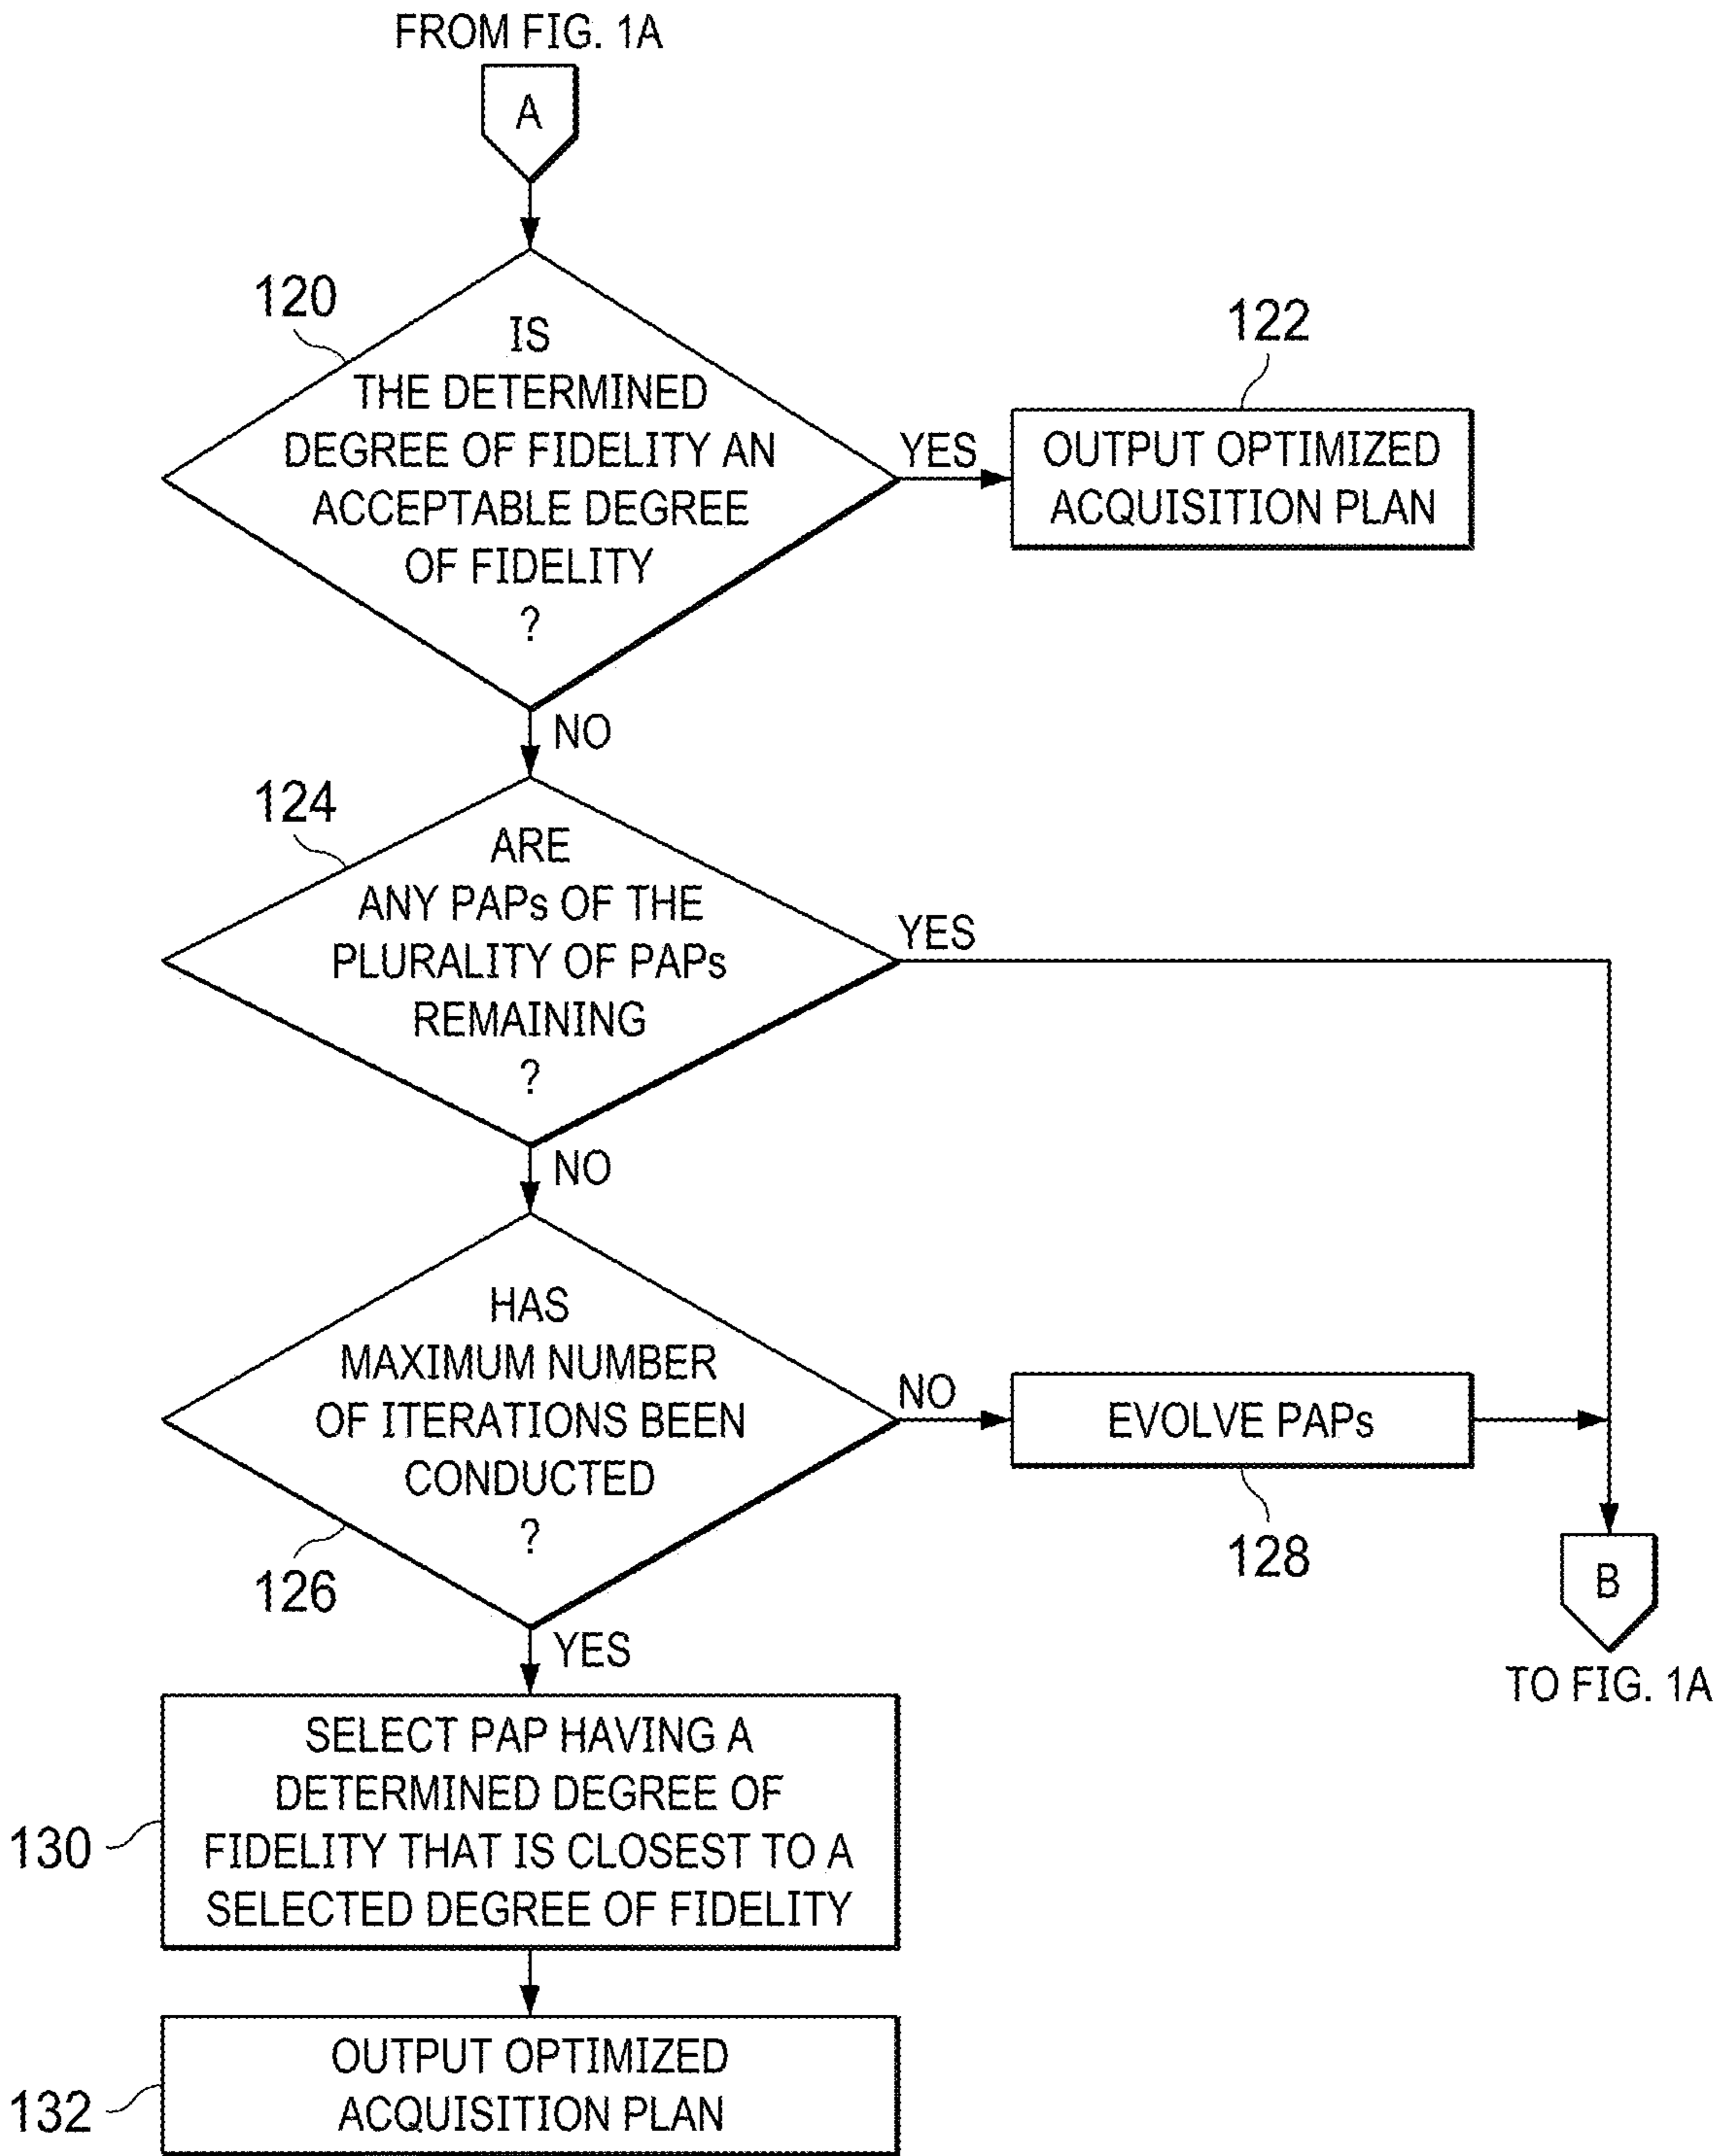 FROM FIG. 1A
A
120
IS
THE DETERMINED
DEGREE OF FIDELITY AN
ACCEPTABLE DEGREE
OF FIDELITY
?
YES
122
OUTPUT OPTIMIZED
ACQUISITION PLAN
NO
124
ARE
ANY PAPs OF THE
PLURALITY OF PAPs
REMAINING
?
YES
NO
HAS
MAXIMUM NUMBER
OF ITERATIONS BEEN
CONDUCTED
?
126
NO
EVOLVE PAPs
128
B
TO FIG. 1A
YES
130
SELECT PAP HAVING A
DETERMINED DEGREE OF
FIDELITY THAT IS CLOSEST TO A
SELECTED DEGREE OF FIDELITY
132
OUTPUT OPTIMIZED
ACQUISITION PLAN